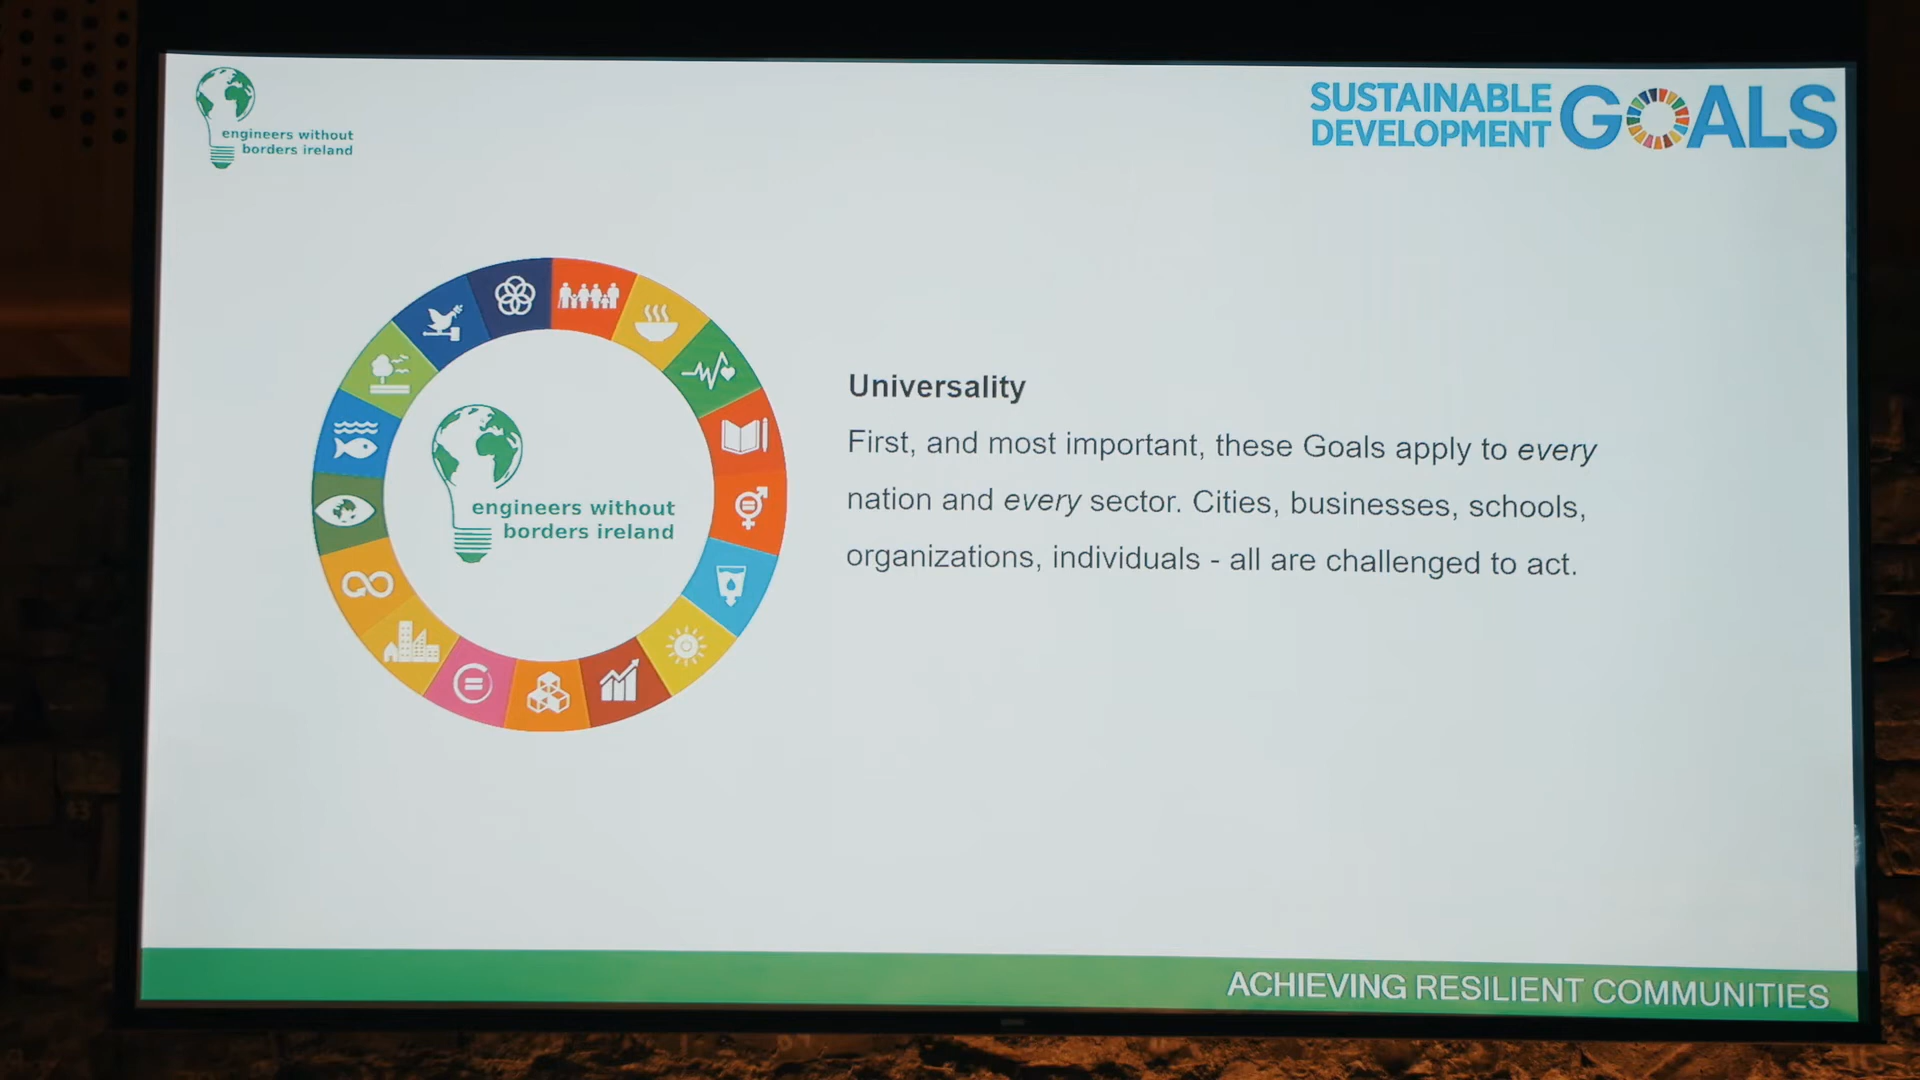 engineers without
borders ireland
SUSTAINABLE
DEVELOPMENT GOALS
engineers without
borders ireland
Universality
First, and most important, these Goals apply to every
nation and every sector. Cities, businesses, schools,
organizations, individuals - all are challenged to act.
ACHIEVING RESILIENT COMMUNITIES